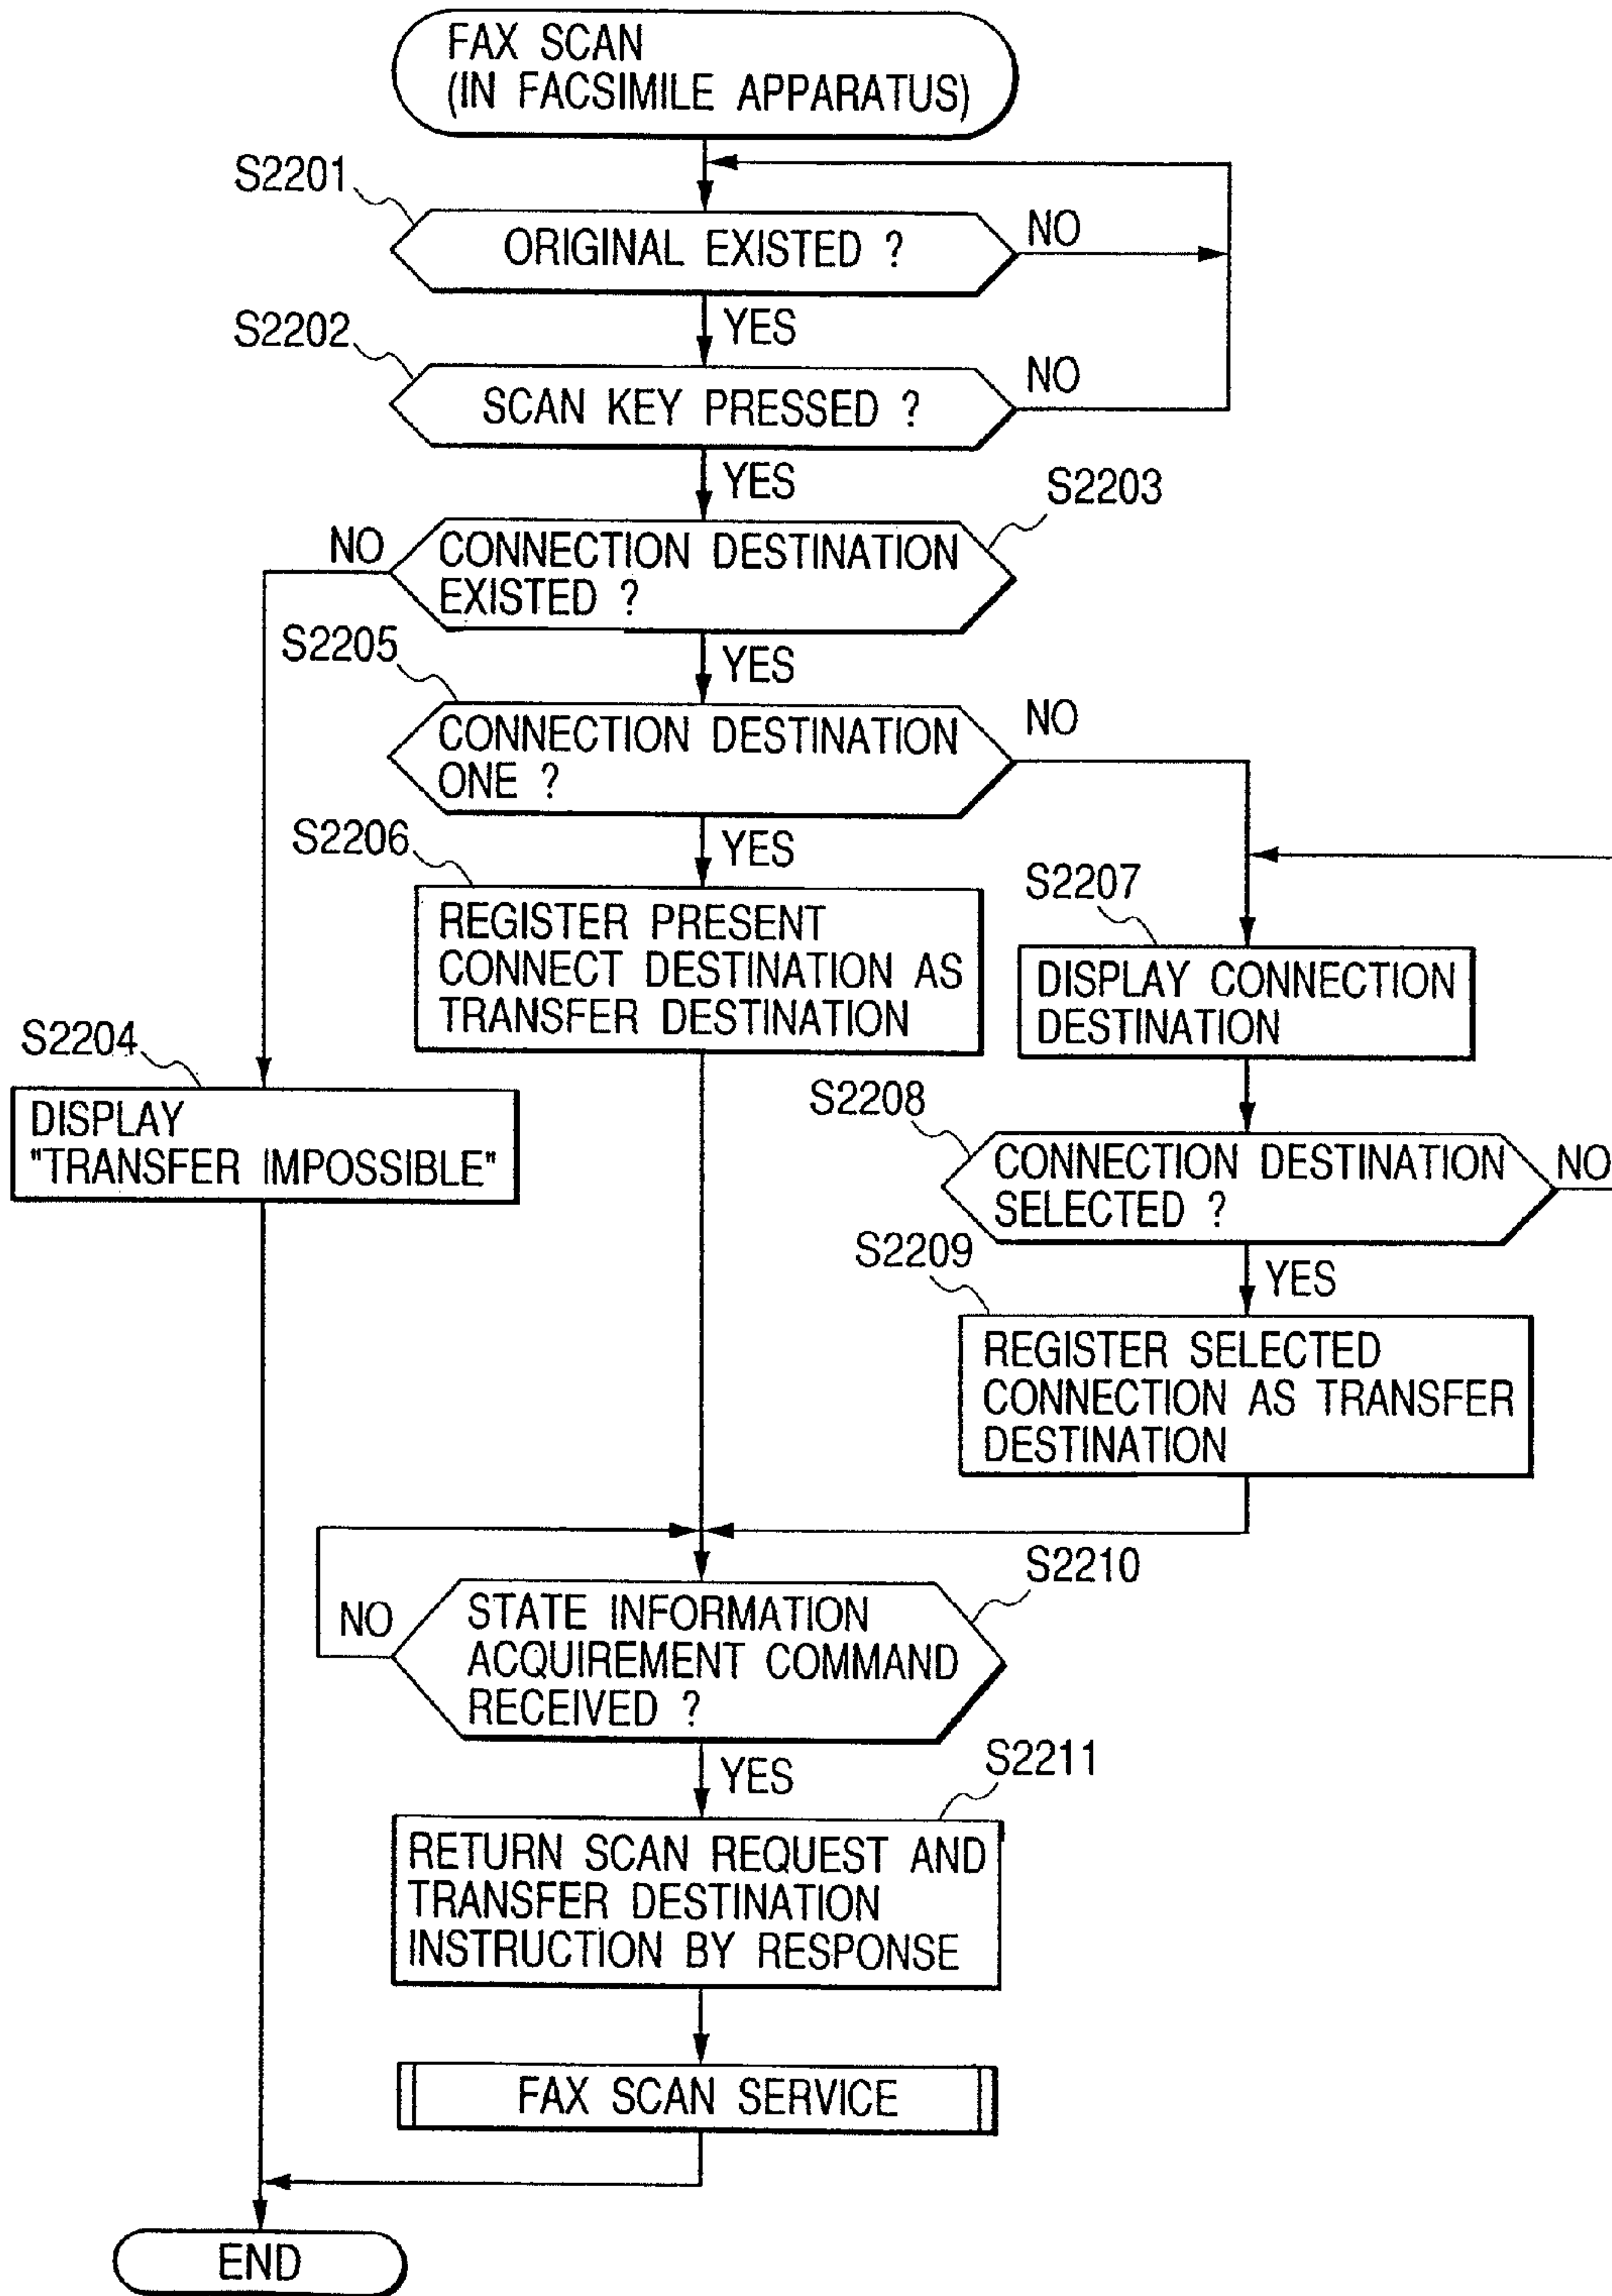 FAX SCAN
(IN FACSIMILE APPARATUS)
S2201
ORIGINAL EXISTED ?
NO
YES
S2202
SCAN KEY PRESSED ?
NO
YES
S2203
NO
CONNECTION DESTINATION
EXISTED ?
YES
S2205
CONNECTION DESTINATION
ONE ?
NO
YES
S2206
REGISTER PRESENT
CONNECT DESTINATION AS
TRANSFER DESTINATION
S2207
DISPLAY CONNECTION
DESTINATION
S2204
DISPLAY
"TRANSFER IMPOSSIBLE"
S2208
CONNECTION DESTINATION
SELECTED ?
NO
YES
S2209
REGISTER SELECTED
CONNECTION AS TRANSFER
DESTINATION
S2210
NO
STATE INFORMATION
ACQUIREMENT COMMAND
RECEIVED ?
YES
S2211
RETURN SCAN REQUEST AND
TRANSFER DESTINATION
INSTRUCTION BY RESPONSE
FAX SCAN SERVICE
END